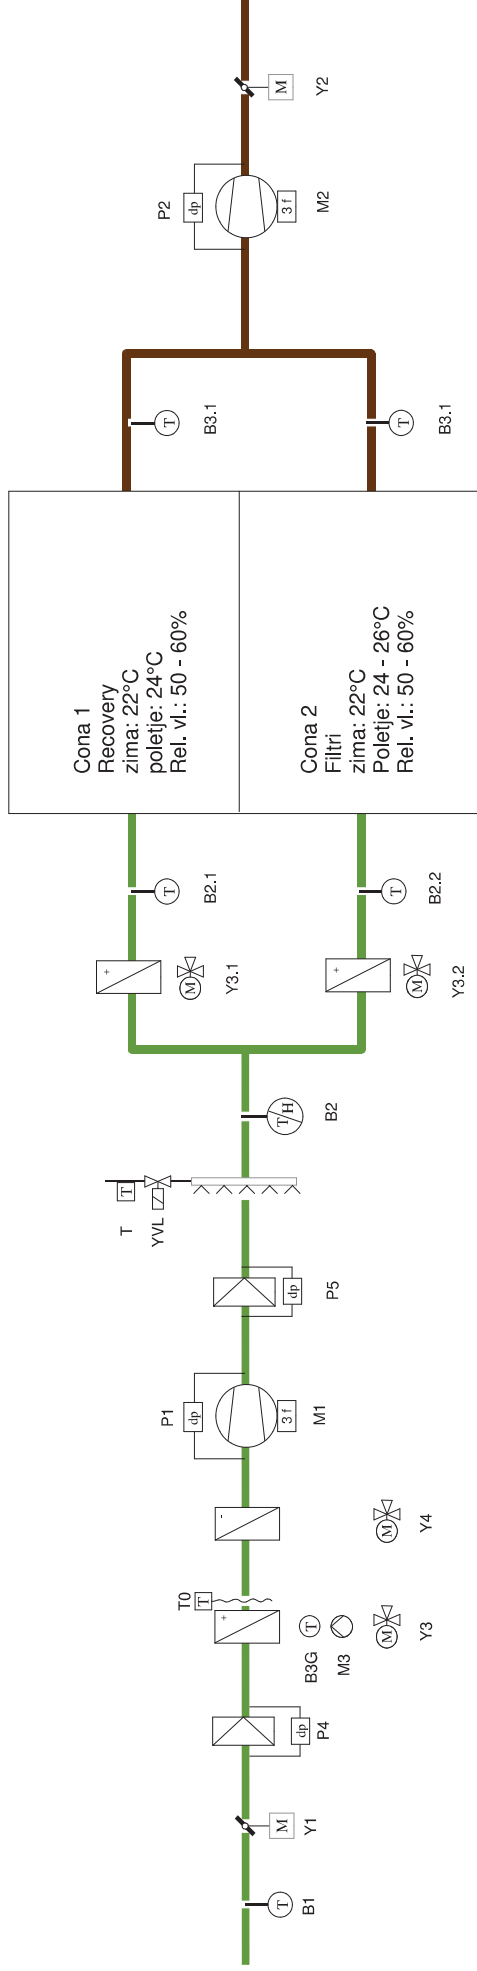 B1
T
Y1
M
P4
dp
T0
T
+
B3G
T
M3
Y3
M
-
Y4
M
P1
dp
3 f
M1
dp
P5
T
T
YVL
T
H
B2
+
M
Y3.1
T
B2.1
+
M
Y3.2
T
B2.2
Cona 1
Recovery
zima: 22°C
poletje: 24°C
Rel. vl.: 50 - 60%
Cona 2
Filtri
zima: 22°C
Poletje: 24 - 26°C
Rel. vl.: 50 - 60%
T
B3.1
T
B3.1
P2
dp
3 f
M2
M
Y2